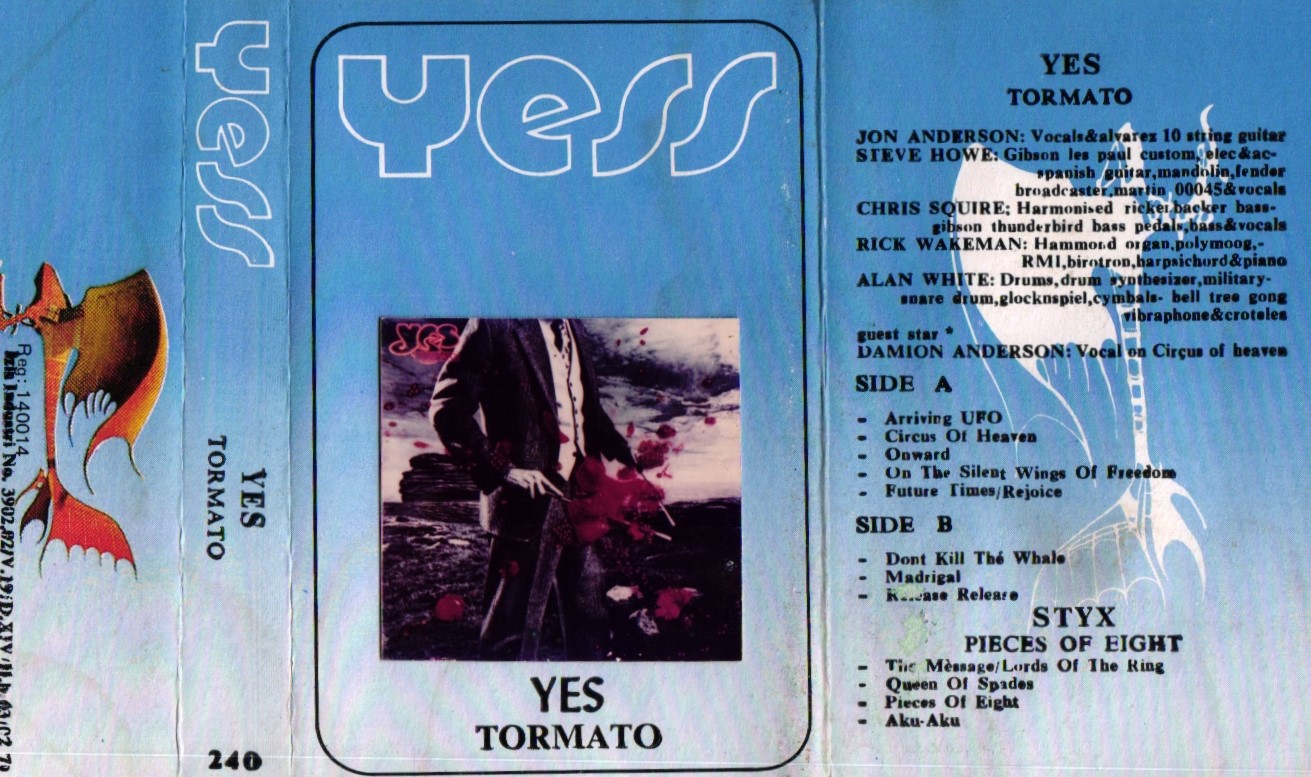 Reg: 140014
Yess
YES
TORMATO
240
Yess
yes
YES
TORMATO
YES
TORMATO
JON ANDERSON: Vocals&alvarez 10 string guitar
STEVE HOWE: Gibson les paul custom, elec&ac-
spanish guitar,mandolin,fender
broadcaster,martin 00045&vocals
CHRIS SQUIRE: Harmonised rickenbacker bass-
gibson thunderbird bass pedals,bass&vocals
RICK WAKEMAN: Hammond organ,polymoog,-
RMI,birotron,harpsichord&piano
ALAN WHITE: Drums,drum synthesizer,military-
snare drum,glocknspiel,cymbals- bell tree gong
vibraphone&crotales
guest star *
DAMION ANDERSON: Vocal on Circus of heaven
SIDE A
- Arriving UFO
- Circus Of Heaven
- Onward
- On The Silent Wings Of Freedom
- Future Times/Rejoice
SIDE B
- Dont Kill The Whale
- Madrigal
- Release Release
STYX
PIECES OF EIGHT
- The Message/Lords Of The Ring
- Queen Of Spades
- Pieces Of Eight
- Aku-Aku